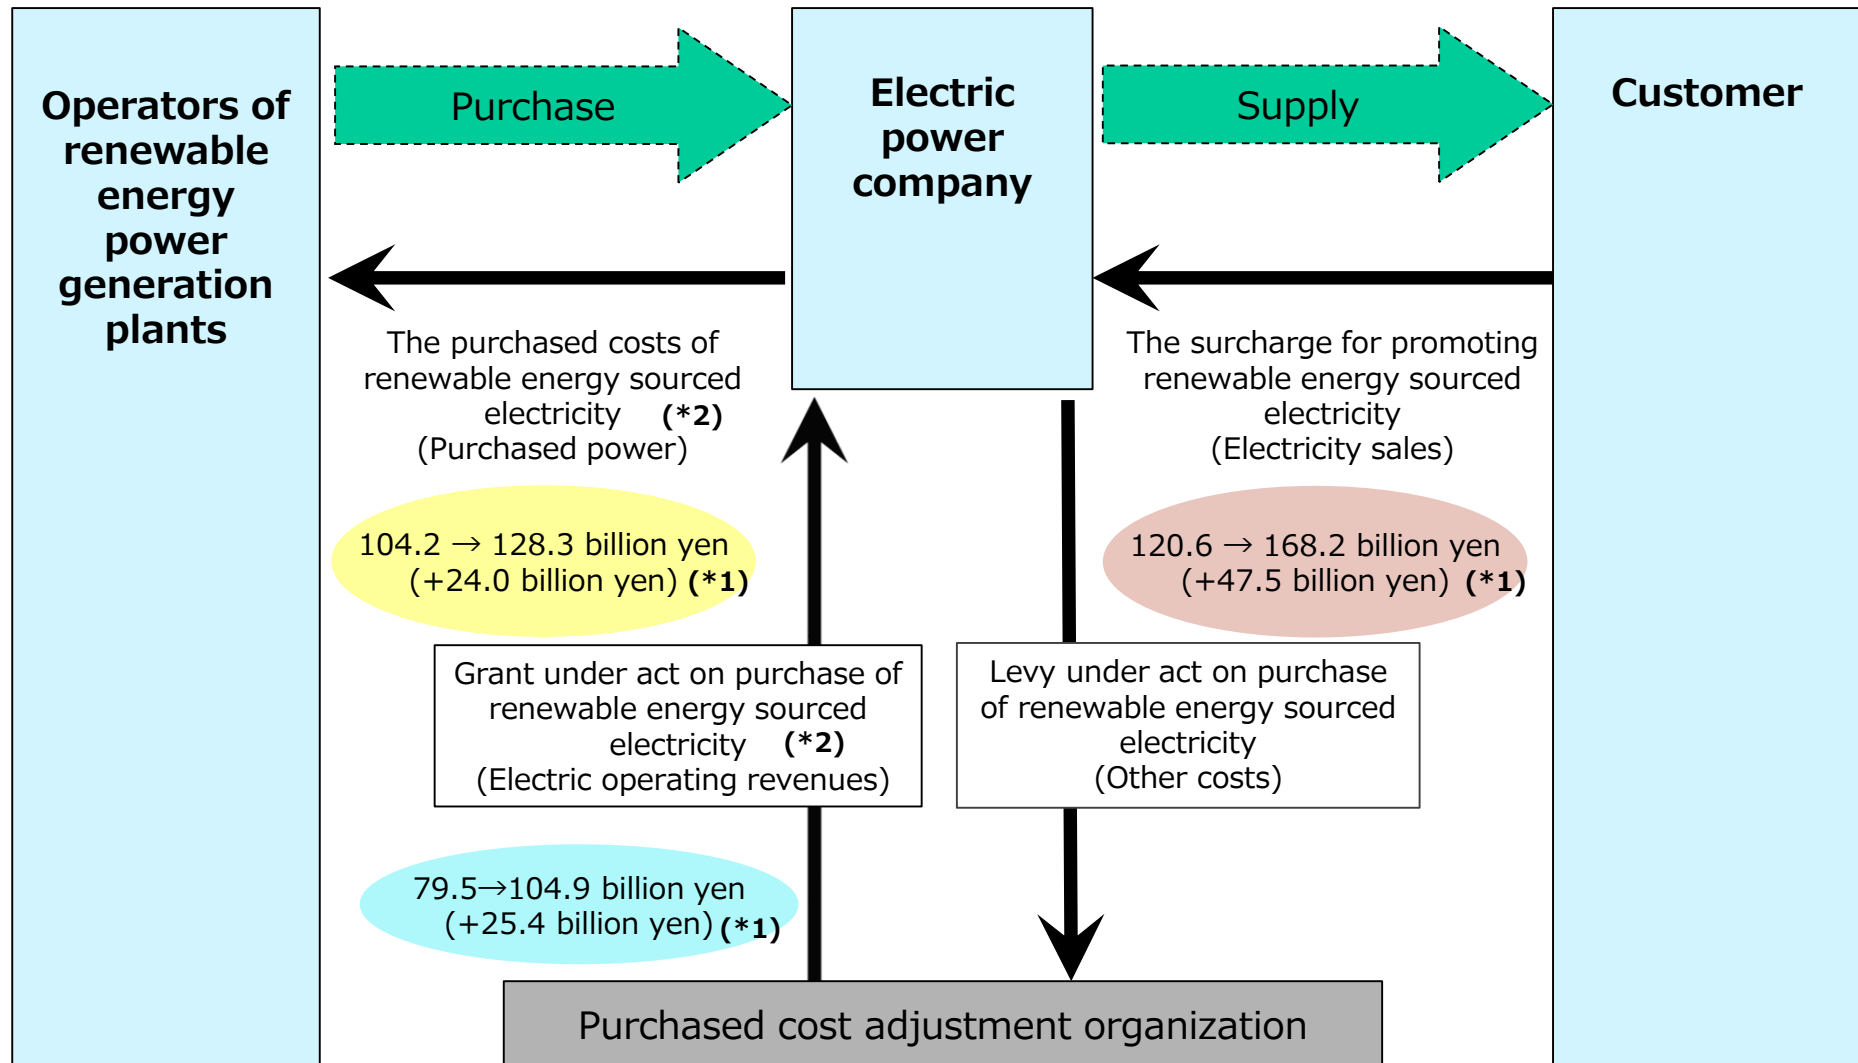 Operators of
renewable
energy
power
generation
plants
Purchase
Electric
power
company
Supply
Customer
The purchased costs of
renewable energy sourced
electricity (*2)
(Purchased power)
104.2 → 128.3 billion yen
(+24.0 billion yen) (*1)
The surcharge for promoting
renewable energy sourced
electricity
(Electricity sales)
120.6 → 168.2 billion yen
(+47.5 billion yen) (*1)
Grant under act on purchase of
renewable energy sourced
electricity (*2)
(Electric operating revenues)
79.5→104.9 billion yen
(+25.4 billion yen) (*1)
Levy under act on purchase
of renewable energy sourced
electricity
(Other costs)
Purchased cost adjustment organization